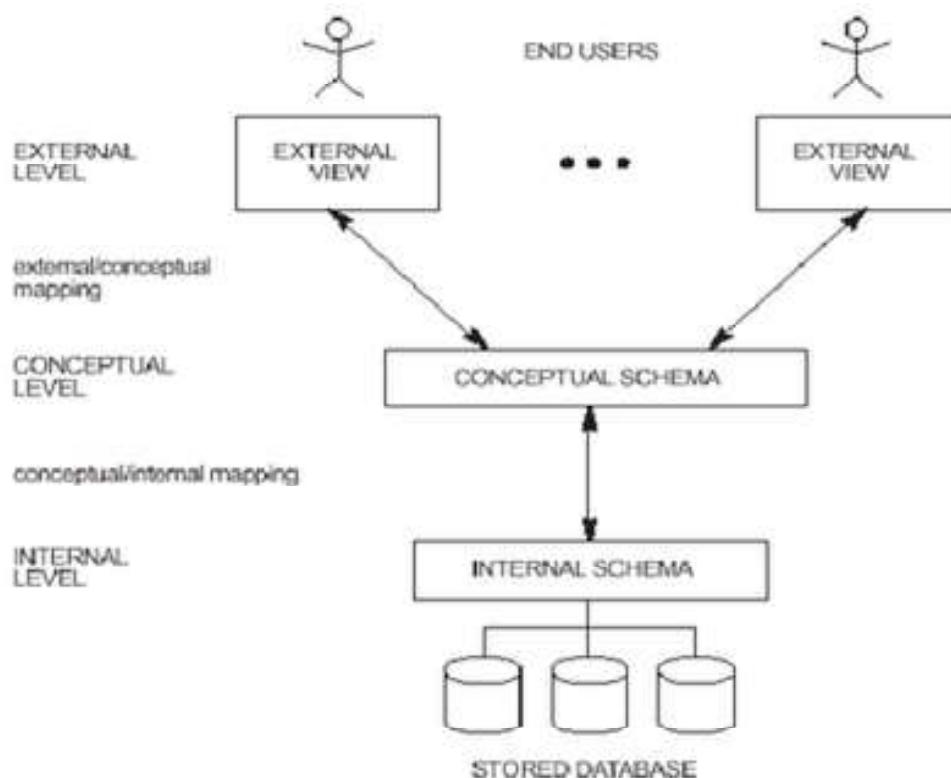 END USERS
EXTERNAL
LEVEL
EXTERNAL
VIEW
EXTERNAL
VIEW
external/conceptual
mapping
CONCEPTUAL
LEVEL
CONCEPTUAL SCHEMA
conceptual/internal mapping
INTERNAL
LEVEL
INTERNAL SCHEMA
STORED DATABASE